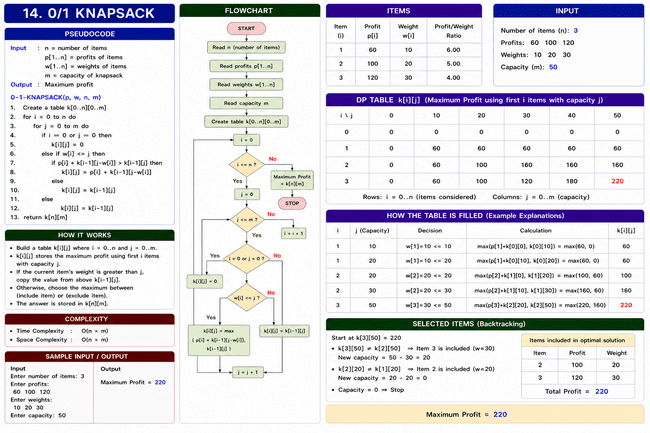 14. 0/1 KNAPSACK
PSEUDOCODE
Input : n = number of items
p[1..n] = profits of items
w[1..n] = weights of items
m = capacity of knapsack
Output : Maximum profit
0-1-KNAPSACK(p, w, n, m)
1. Create a table k[0..n][0..m]
2. for i = 0 to n do
3. for j = 0 to m do
4. if i = 0 or j = 0 then
5. k[i][j] = 0
6. else if w[i] <= j then
7. if p[i] + k[i-1][j-w[i]] > k[i-1][j] then
8. k[i][j] = p[i] + k[i-1][j-w[i]]
9. else
10. k[i][j] = k[i-1][j]
11. else
12. k[i][j] = k[i-1][j]
13. return k[n][m]
HOW IT WORKS
• Build a table k[i][j] where i = 0..n and j = 0..m.
• k[i][j] stores the maximum profit using first i items
with capacity j.
• If the current item's weight is greater than j,
copy the value from above k[i-1][j].
• Otherwise, choose the maximum between
(include item) or (exclude item).
• The answer is stored in k[n][m].
COMPLEXITY
• Time Complexity : O(n × m)
• Space Complexity : O(n × m)
SAMPLE INPUT / OUTPUT
Input
Enter number of items: 3
Enter profits:
60 100 120
Enter weights:
10 20 30
Enter capacity: 50
Output
Maximum Profit = 220
FLOWCHART
START
Read n (number of items)
Read profits p[1..n]
Read weights w[1..n]
Read capacity m
Create table k[0..n][0..m]
i = 0
i <= n ?
No
Maximum Profit
= k[n][m]
STOP
Yes
j = 0
j <= m ?
No
i = i + 1
Yes
i = 0 or j = 0 ?
Yes
No
k[i][j] = 0
w[i] <= j ?
Yes
No
k[i][j] = max
( p[i] + k[i-1][j-w[i]],
k[i-1][j] )
k[i][j] = k[i-1][j]
j = j + 1
ITEMS
Item (i) Profit p[i] Weight w[i] Profit/Weight Ratio
1 60 10 6.00
2 100 20 5.00
3 120 30 4.00
INPUT
Number of items (n): 3
Profits: 60 100 120
Weights: 10 20 30
Capacity (m): 50
DP TABLE k[i][j] (Maximum Profit using first i items with capacity j)
i \ j 0 10 20 30 40 50
0 0 0 0 0 0 0
1 0 60 60 60 60 60
2 0 60 100 160 160 160
3 0 60 100 120 180 220
Rows: i = 0..n (items considered) Columns: j = 0..m (capacity)
HOW THE TABLE IS FILLED (Example Explanations)
i j (Capacity) Decision Calculation k[i][j]
1 10 w[1]=10 <= 10 max(p[1]+k[0][0], k[0][10]) = max(60, 0) 60
1 20 w[1]=10 <= 20 max(p[1]+k[0][10], k[0][20]) = max(60, 0) 60
2 20 w[2]=20 <= 20 max(p[2]+k[1][0], k[1][20]) = max(100, 60) 100
2 30 w[2]=20 <= 30 max(p[2]+k[1][10], k[1][30]) = max(160, 60) 160
3 50 w[3]=30 <= 50 max(p[3]+k[2][20], k[2][50]) = max(220, 160) 220
SELECTED ITEMS (Backtracking)
Start at k[3][50] = 220
• k[3][50] ≠ k[2][50] ⇒ Item 3 is included (w=30)
New capacity = 50 - 30 = 20
• k[2][20] ≠ k[1][20] ⇒ Item 2 is included (w=20)
New capacity = 20 - 20 = 0
• Capacity = 0 ⇒ Stop
Items included in optimal solution
Item Profit Weight
2 100 20
3 120 30
Total Profit = 220
Maximum Profit = 220